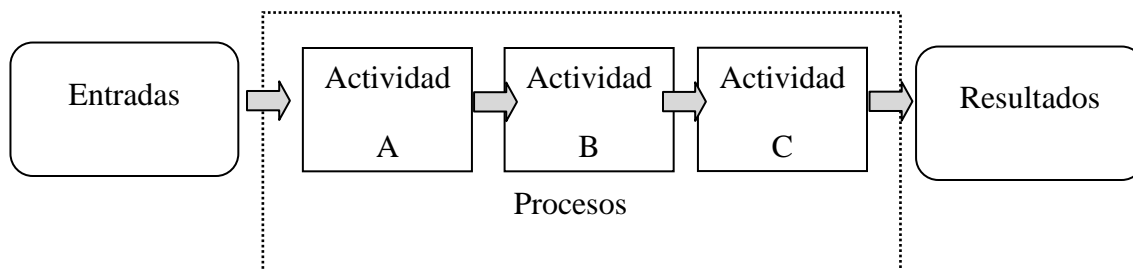 Entradas
Actividad
A
Actividad
B
Actividad
C
Procesos
Resultados